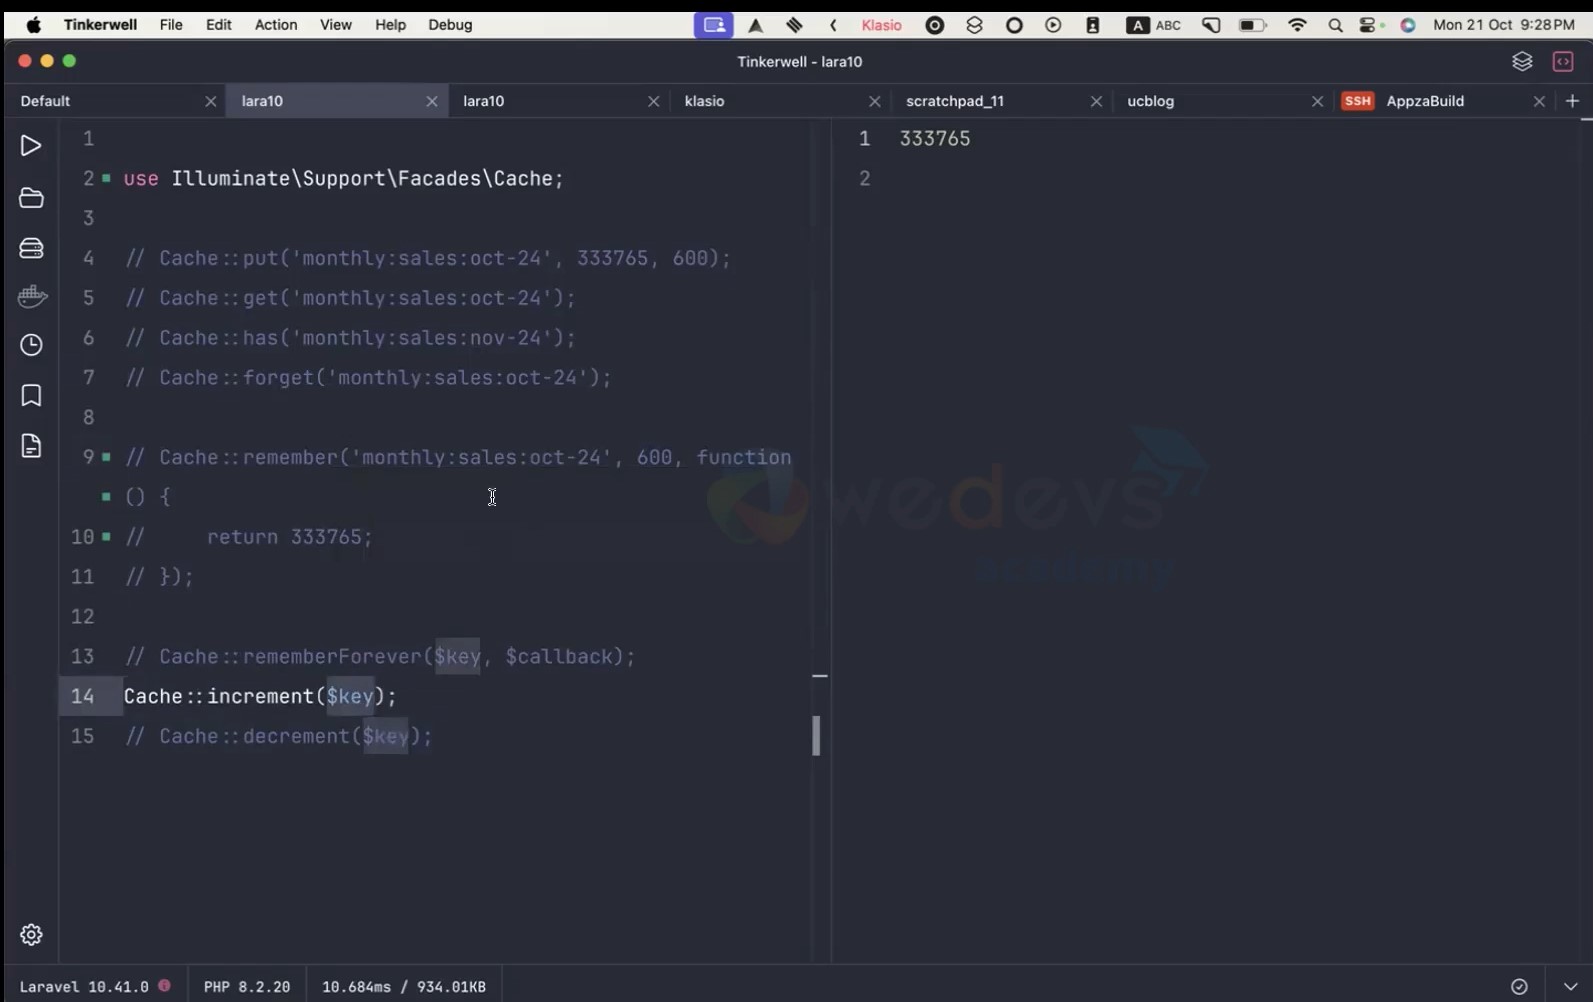 Tinkerwell File Edit Action View Help Debug Klasio A ABC Mon 21 Oct 9:28PM
Tinkerwell - lara10
Default lara10 lara10 klasio scratchpad_11 ucblog SSH AppzaBuild
1
2 use Illuminate\Support\Facades\Cache;
3
4 // Cache::put('monthly:sales:oct-24', 333765, 600);
5 // Cache::get('monthly:sales:oct-24');
6 // Cache::has('monthly:sales:nov-24');
7 // Cache::forget('monthly:sales:oct-24');
8
9 // Cache::remember('monthly:sales:oct-24', 600, function
() {
10 // return 333765;
11 // });
12
13 // Cache::rememberForever($key, $callback);
14 Cache::increment($key);
15 // Cache::decrement($key);
1 333765
2
wedevs
academy
Laravel 10.41.0 PHP 8.2.20 10.684ms / 934.01KB